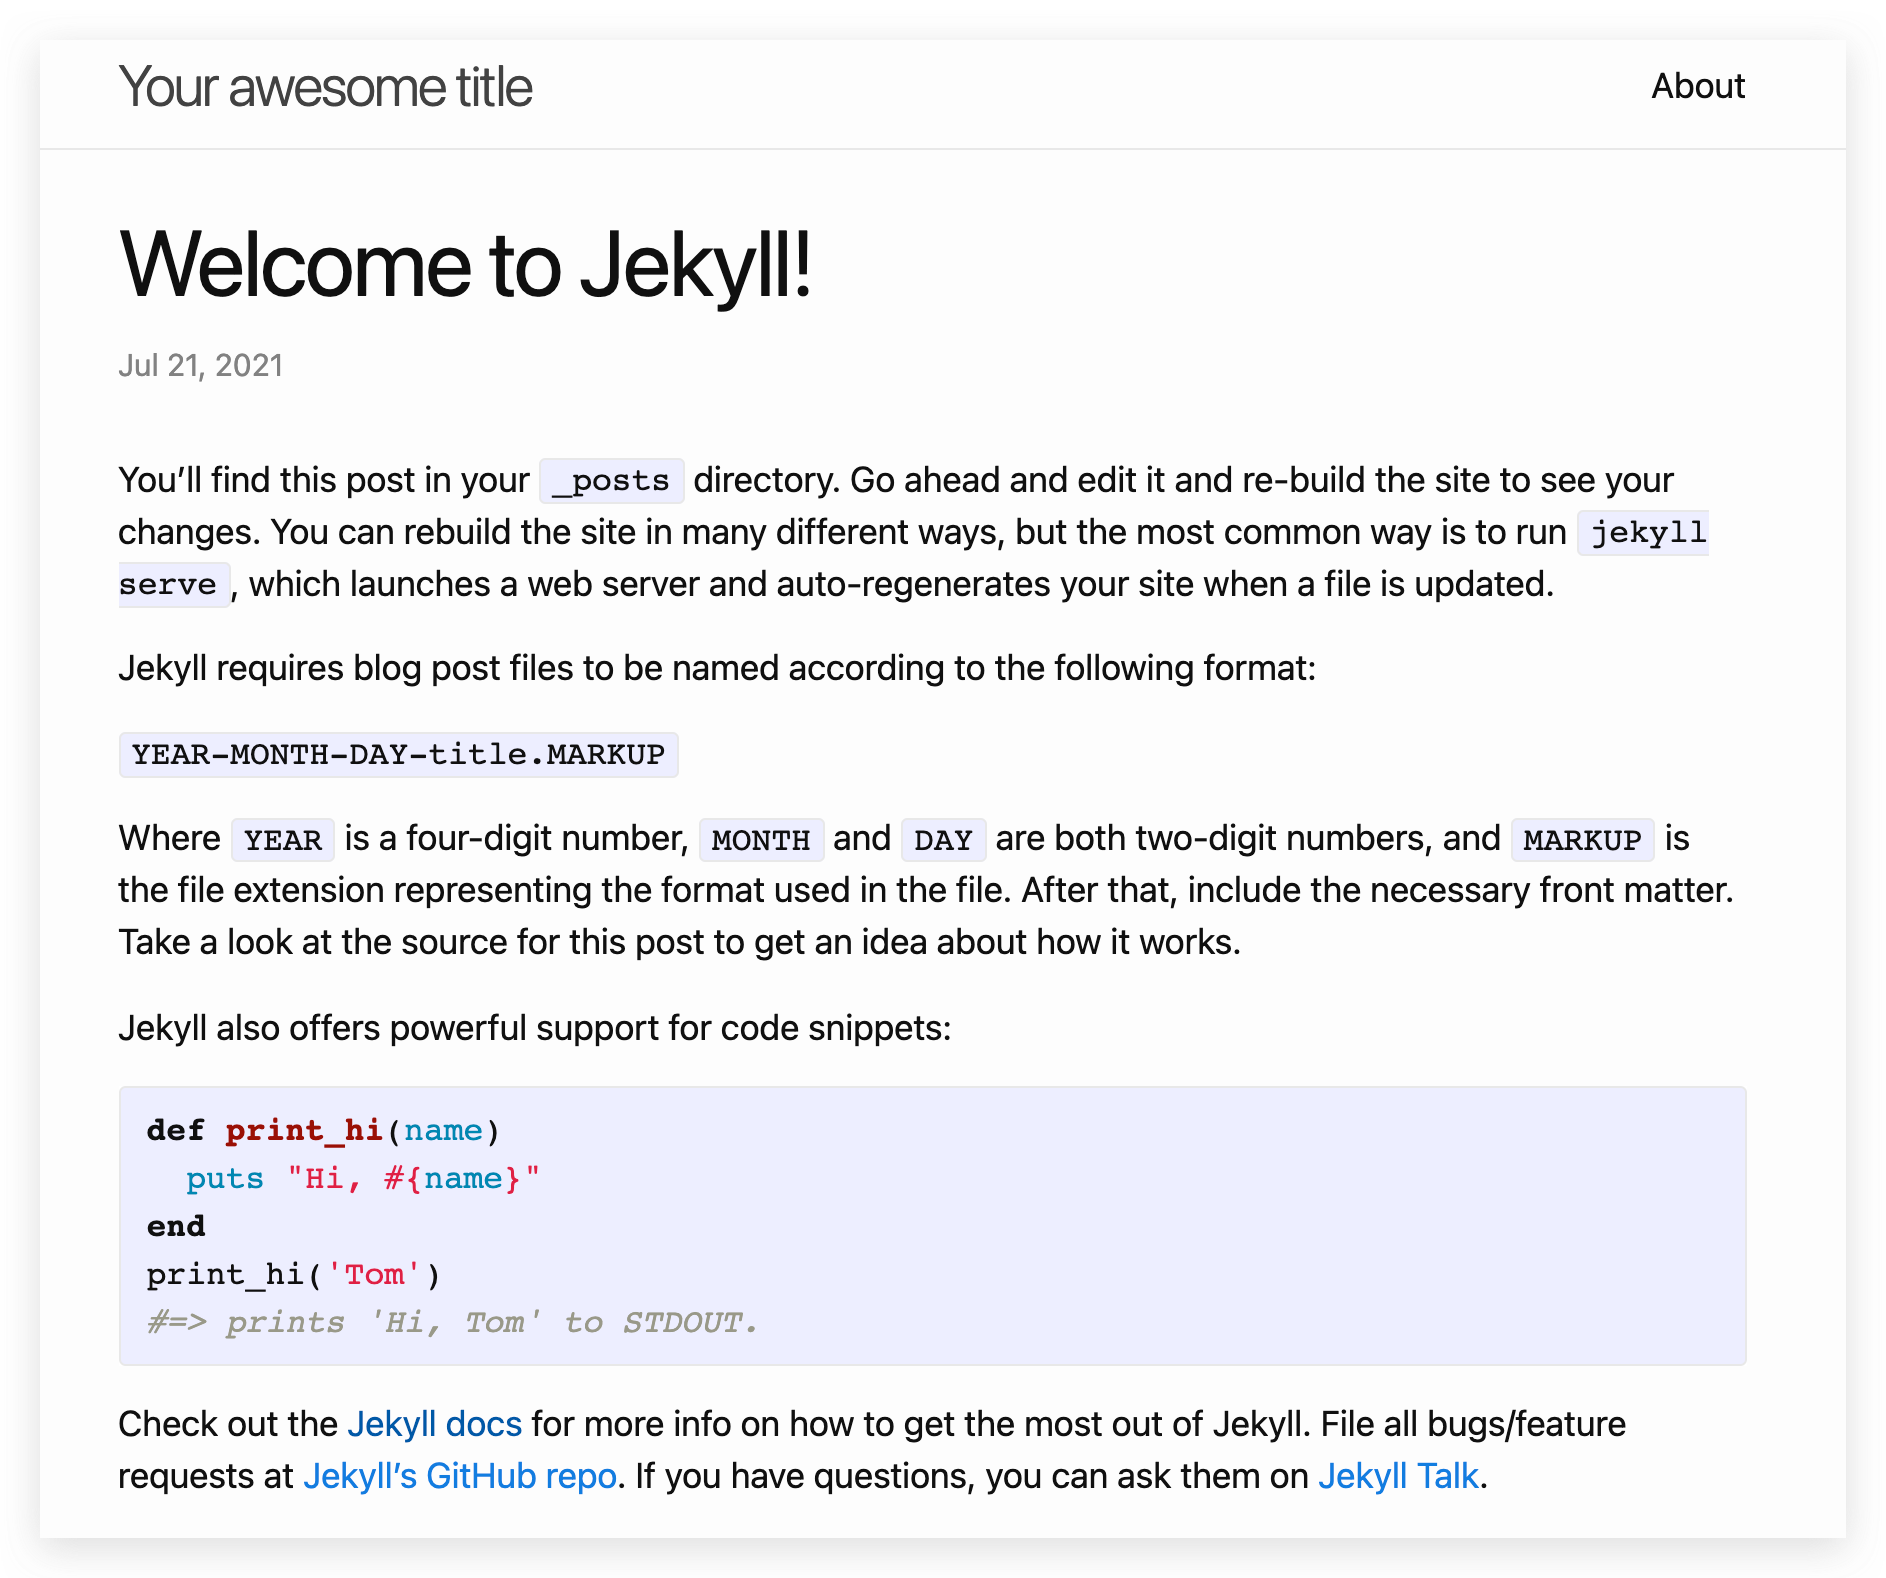 Your awesome title
About
Welcome to Jekyll!
Jul 21, 2021
You’ll find this post in your _posts directory. Go ahead and edit it and re-build the site to see your
changes. You can rebuild the site in many different ways, but the most common way is to run jekyll
serve, which launches a web server and auto-regenerates your site when a file is updated.
Jekyll requires blog post files to be named according to the following format:
YEAR-MONTH-DAY-title.MARKUP
Where YEAR is a four-digit number, MONTH and DAY are both two-digit numbers, and MARKUP is
the file extension representing the format used in the file. After that, include the necessary front matter.
Take a look at the source for this post to get an idea about how it works.
Jekyll also offers powerful support for code snippets:
def print_hi(name)
  puts "Hi, #{name}"
end
print_hi('Tom')
#=> prints 'Hi, Tom' to STDOUT.
Check out the Jekyll docs for more info on how to get the most out of Jekyll. File all bugs/feature
requests at Jekyll’s GitHub repo. If you have questions, you can ask them on Jekyll Talk.